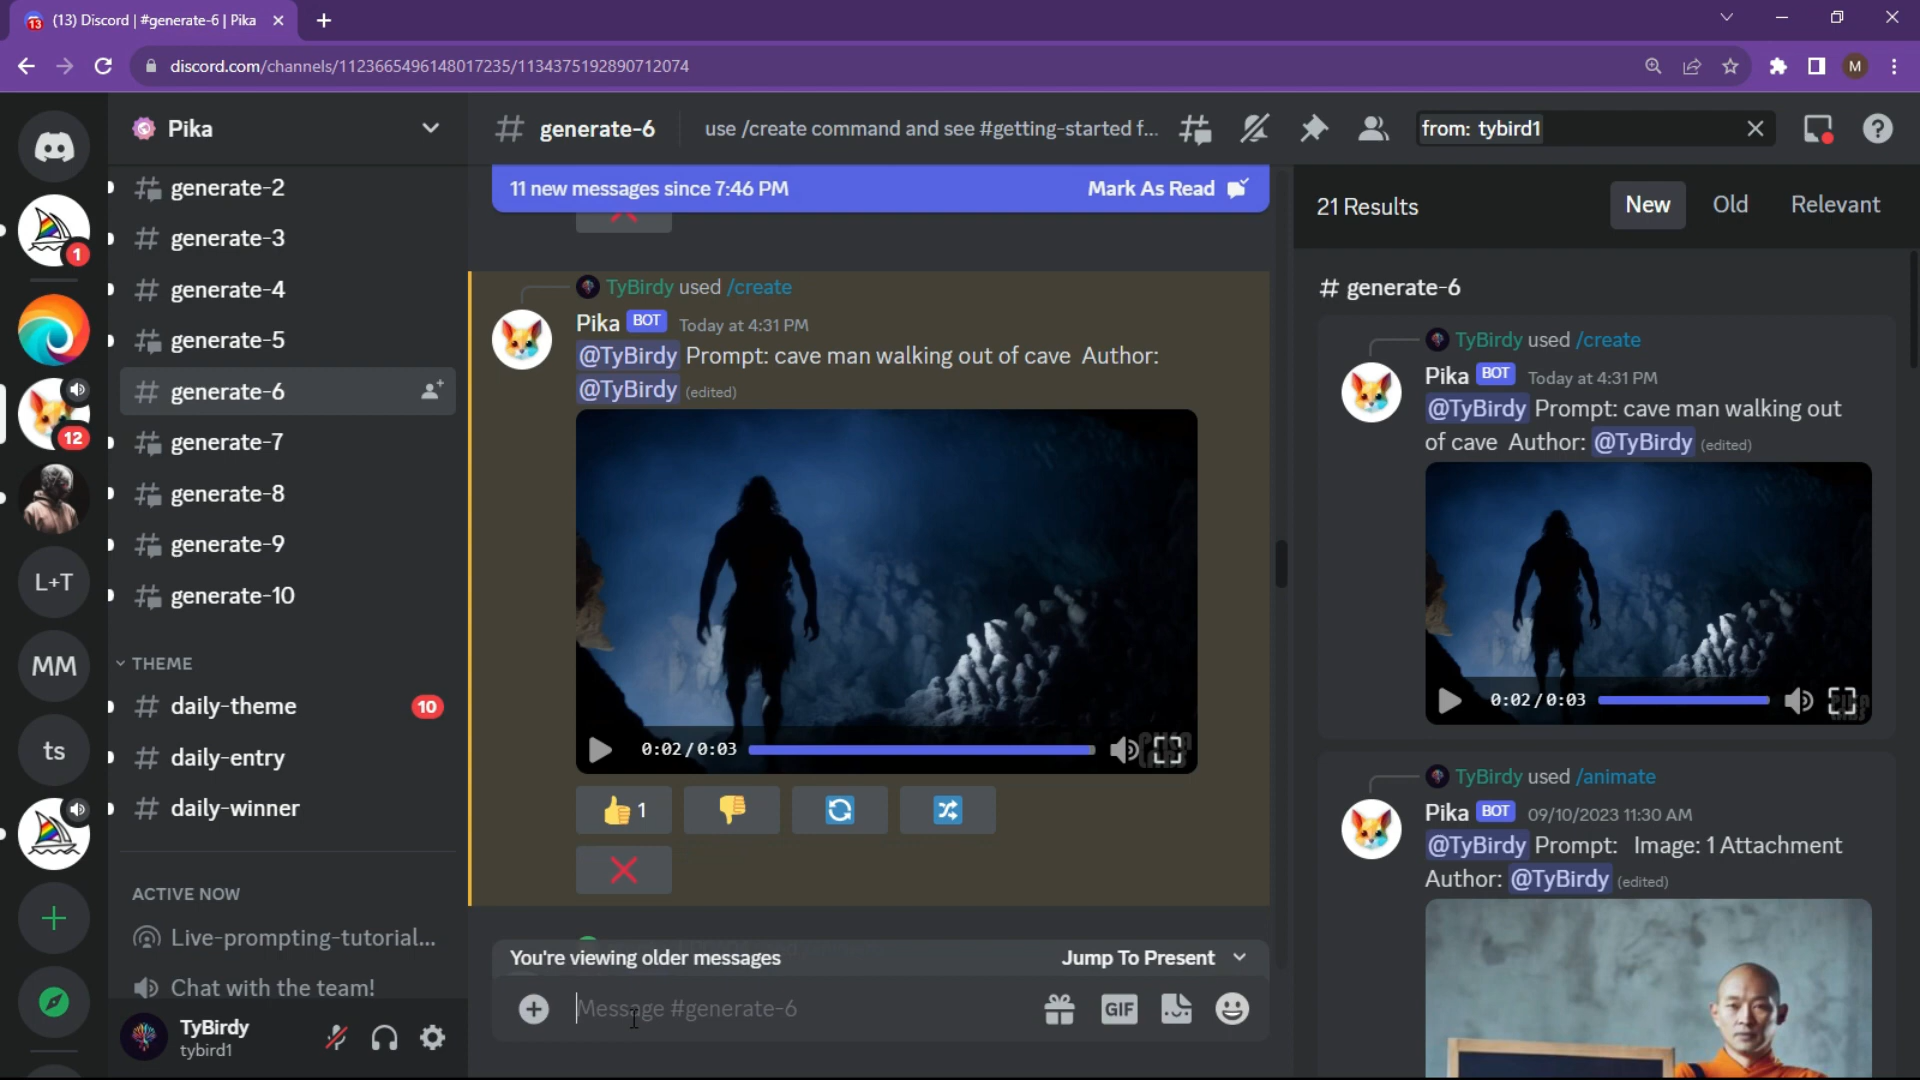 13
(13) Discord | #generate-6 | Pika
discord.com/channels/1123665496148017235/1134375192890712074
M
1
12
L+T
MM
ts
Pika
generate-2
generate-3
generate-4
generate-5
generate-6
generate-7
generate-8
generate-9
generate-10
THEME
daily-theme
10
daily-entry
daily-winner
ACTIVE NOW
Live-prompting-tutorial...
Chat with the team!
TyBirdy
tybird1
# generate-6
use /create command and see #getting-started f...
from: tybird1
11 new messages since 7:46 PM
Mark As Read
TyBirdy used /create
Pika BOT Today at 4:31 PM
@TyBirdy Prompt: cave man walking out of cave Author:
@TyBirdy (edited)
0:02/0:03
PIKA
LABS
1
You're viewing older messages
Jump To Present
Message #generate-6
GIF
21 Results
New
Old
Relevant
# generate-6
TyBirdy used /create
Pika BOT Today at 4:31 PM
@TyBirdy Prompt: cave man walking out
of cave Author: @TyBirdy (edited)
0:02/0:03
PIKA
LABS
TyBirdy used /animate
Pika BOT 09/10/2023 11:30 AM
@TyBirdy Prompt: Image: 1 Attachment
Author: @TyBirdy (edited)